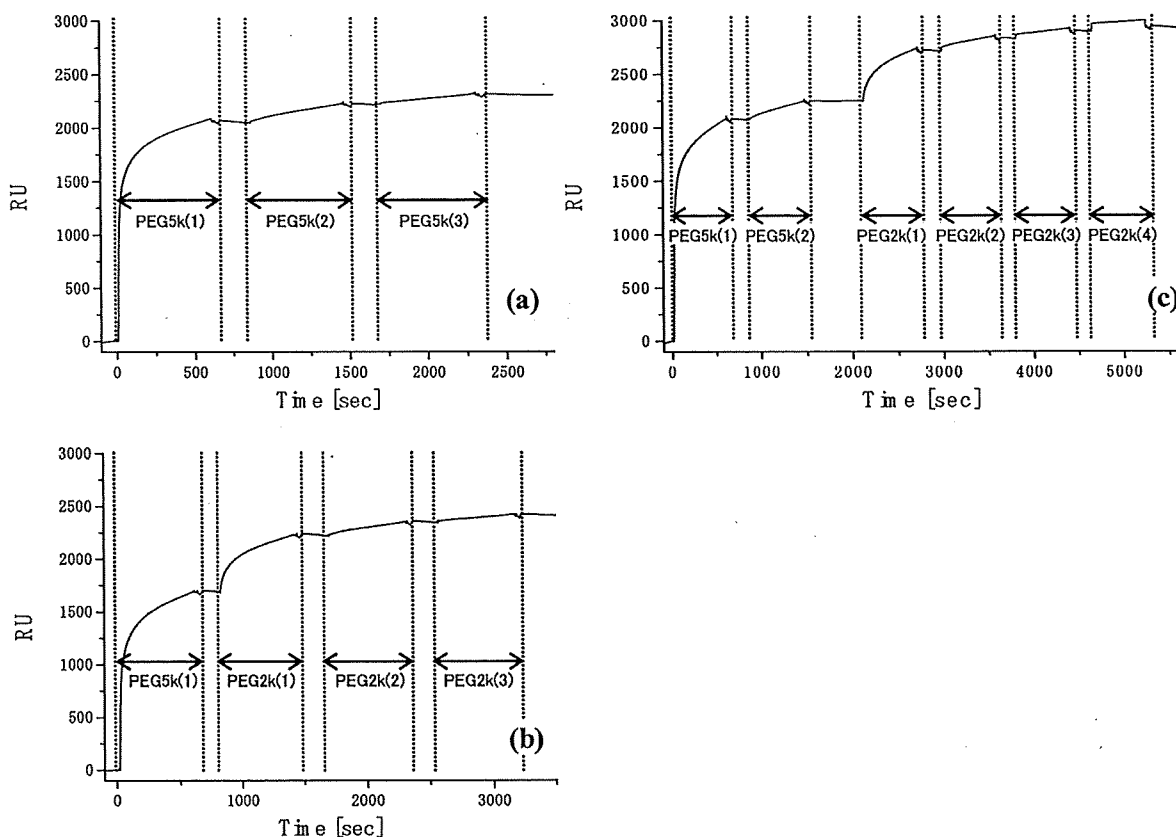 3000
2500
2000
1500
1000
500
0
RU
PEG5k(1) PEG5k(2) PEG5k(3)
(a)
0 500 1000 1500 2000 2500
Time [sec]
3000
2500
2000
1500
1000
500
0
RU
PEG5k(1) PEG5k(2) PEG2k(1) PEG2k(2) PEG2k(3) PEG2k(4)
(c)
0 1000 2000 3000 4000 5000
Time [sec]
3000
2500
2000
1500
1000
500
0
RU
PEG5k(1) PEG2k(1) PEG2k(2) PEG2k(3)
(b)
0 1000 2000 3000
Time [sec]